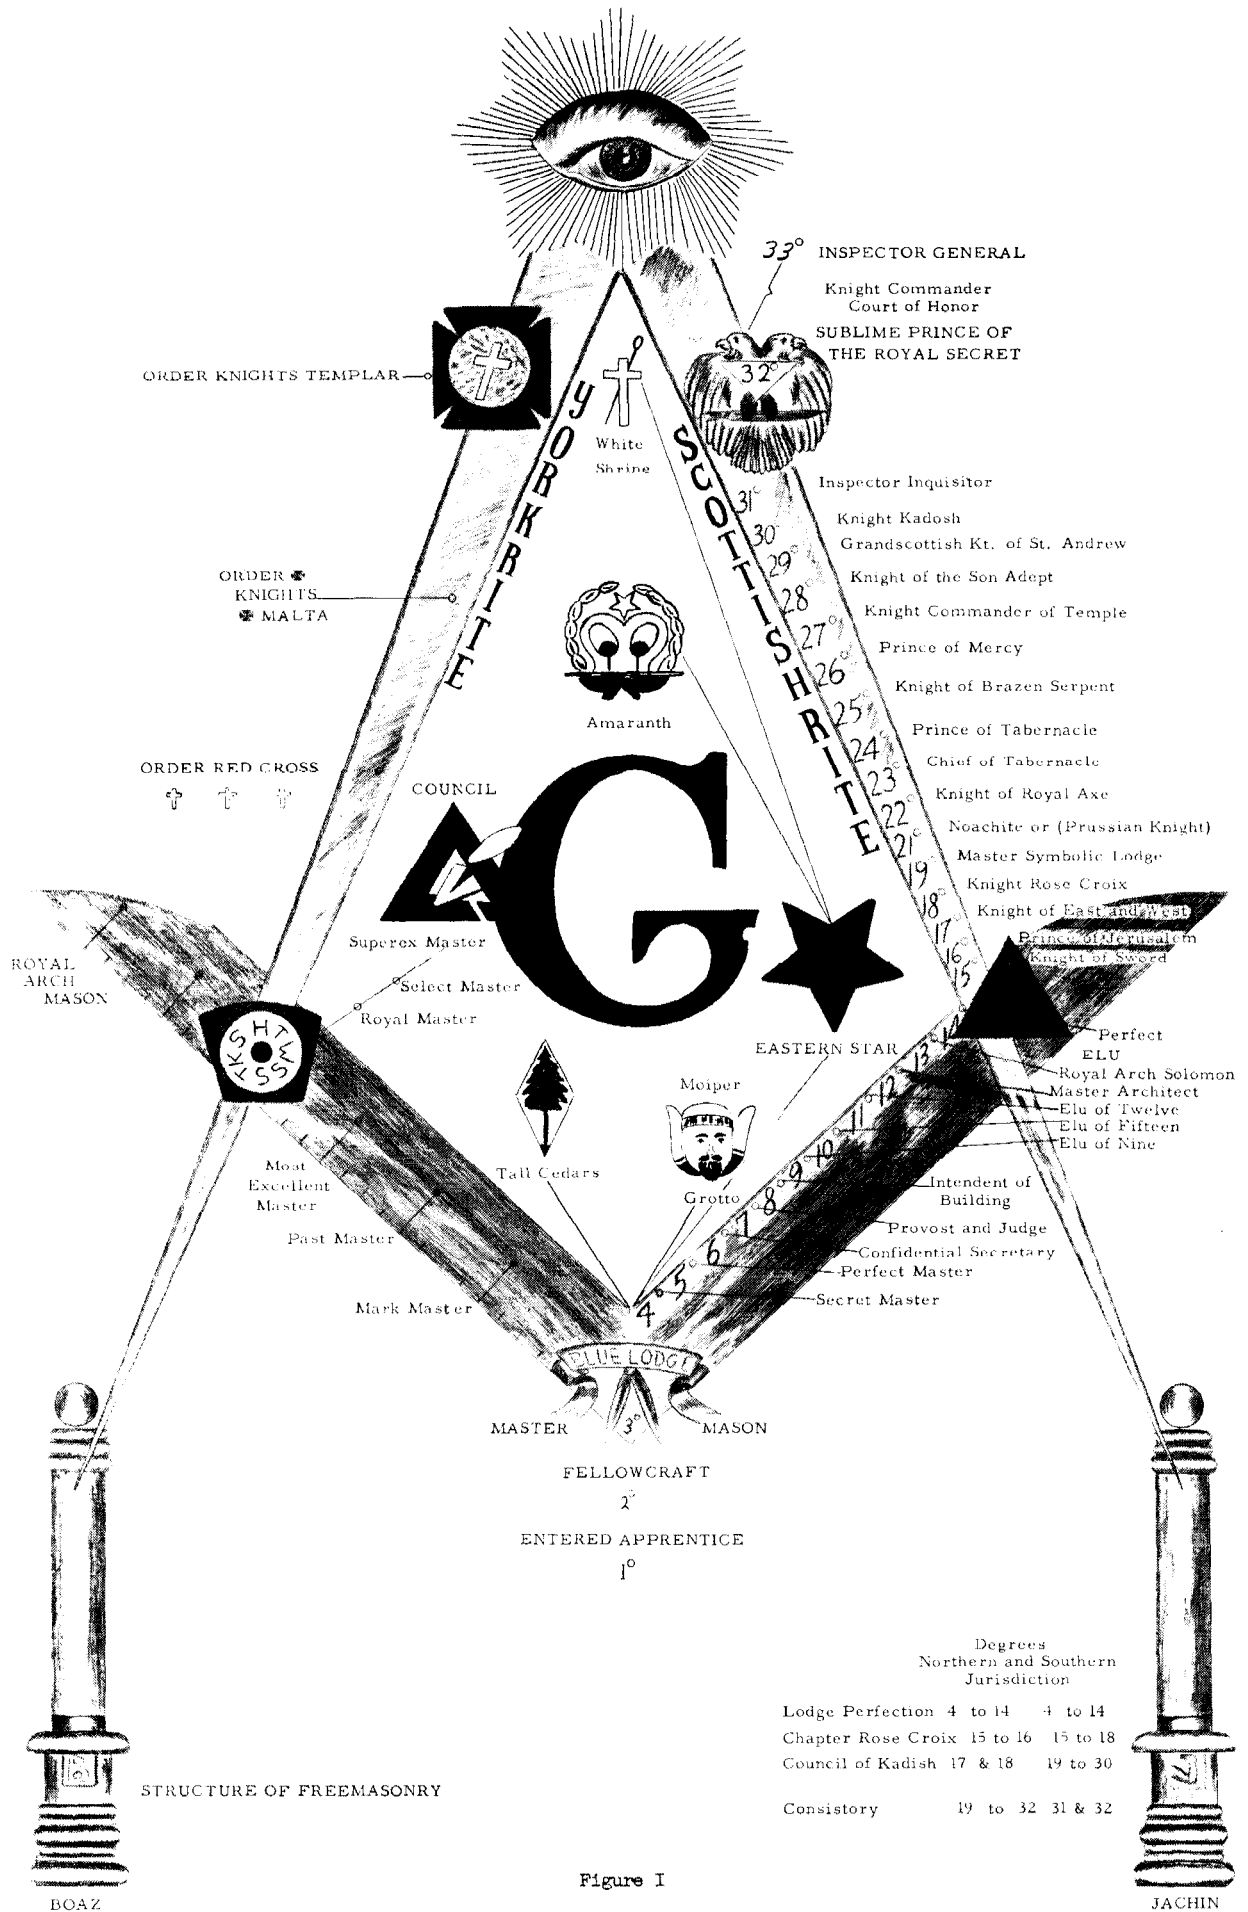 33° INSPECTOR GENERAL
Knight Commander
Court of Honor
SUBLIME PRINCE OF
THE ROYAL SECRET
32°
ORDER KNIGHTS TEMPLAR
YORK RITE
SCOTTISH RITE
White
Shrine
31° Inspector Inquisitor
30° Knight Kadosh
29° Grandscottish Kt. of St. Andrew
28° Knight of the Son Adept
27° Knight Commander of Temple
26° Prince of Mercy
25° Knight of Brazen Serpent
24° Prince of Tabernacle
23° Chief of Tabernacle
22° Knight of Royal Axe
21° Noachite or (Prussian Knight)
19 Master Symbolic Lodge
18° Knight Rose Croix
17° Knight of East and West
16° Prince of Jerusalem
15 Knight of Sword
ORDER ✠
KNIGHTS
✠ MALTA
Amaranth
ORDER RED CROSS
COUNCIL
G
Superex Master
Select Master
Royal Master
ROYAL
ARCH
MASON
HTWSSTKS
EASTERN STAR
14
Perfect
ELU
13° Royal Arch Solomon
12 Master Architect
11 Elu of Twelve
10 Elu of Fifteen
9 Elu of Nine
8 Intendent of
Building
7 Provost and Judge
6 Confidential Secretary
5 Perfect Master
4 Secret Master
Tall Cedars
Moiper
Grotto
Most
Excellent
Master
Past Master
Mark Master
BLUE LODGE
MASTER 3° MASON
FELLOWCRAFT
2°
ENTERED APPRENTICE
1°
Degrees
Northern and Southern
Jurisdiction
Lodge Perfection 4 to 14 4 to 14
Chapter Rose Croix 15 to 16 15 to 18
Council of Kadish 17 & 18 19 to 30
Consistory 19 to 32 31 & 32
STRUCTURE OF FREEMASONRY
Figure I
BOAZ
JACHIN